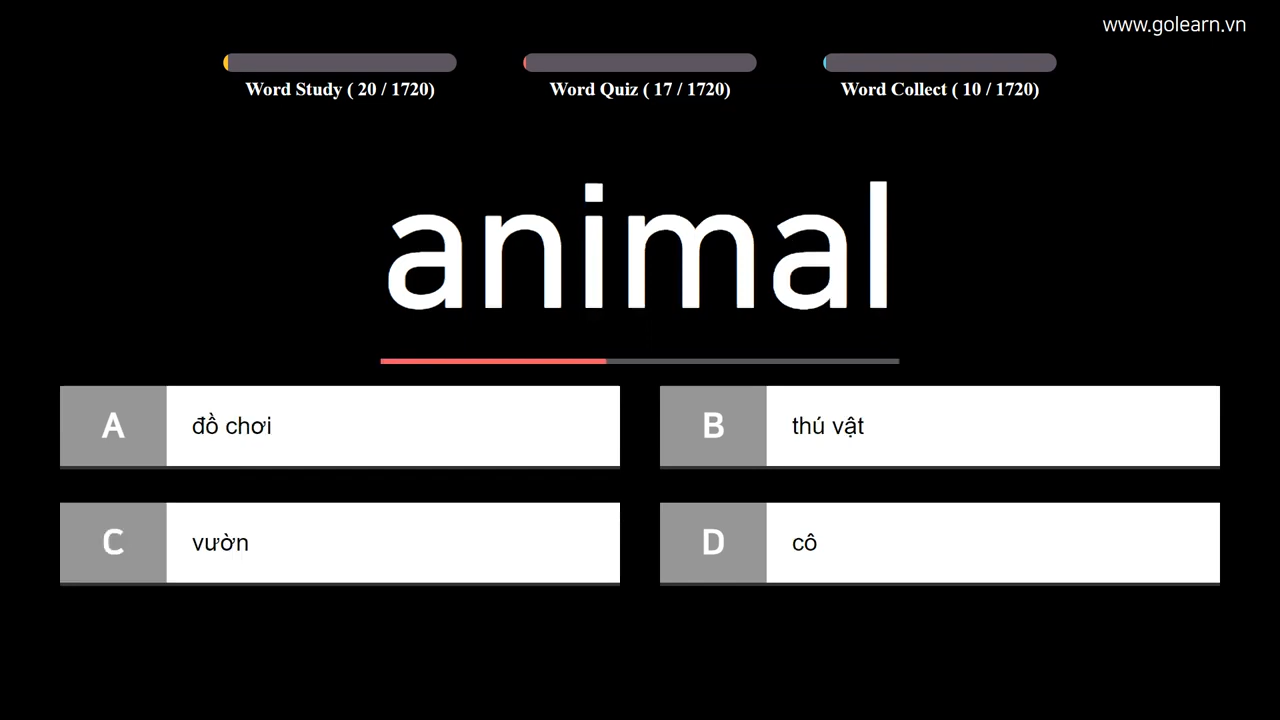 www.golearn.vn
Word Study ( 20 / 1720)
Word Quiz ( 17 / 1720)
Word Collect ( 10 / 1720)
animal
A đồ chơi
B thú vật
C vườn
D cô